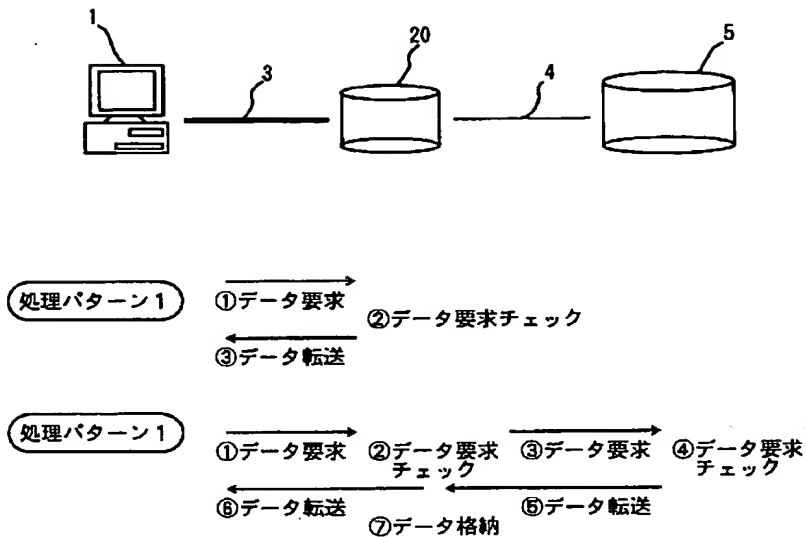 1
3
20
4
5
処理パターン1
①データ要求
②データ要求チェック
③データ転送
処理パターン1
①データ要求
②データ要求
チェック
③データ要求
④データ要求
チェック
⑥データ転送
⑤データ転送
⑦データ格納